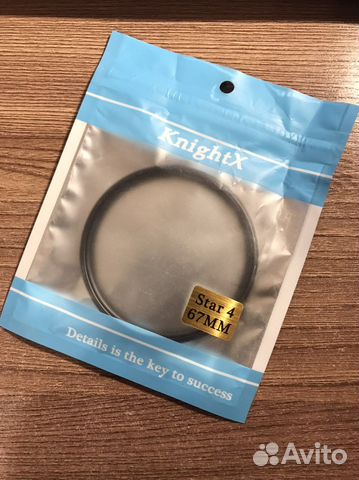 KnightX
Star 4
67MM
Details is the key to success
Avito